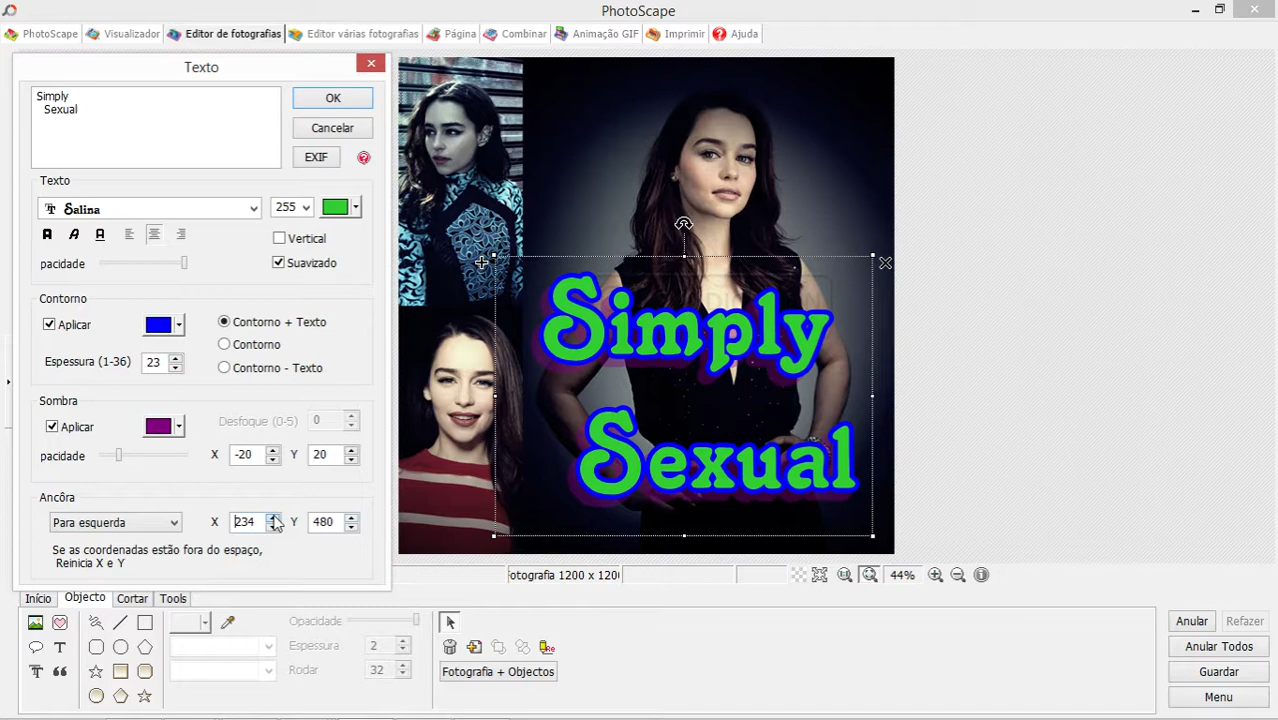 PhotoScape
PhotoScape
Visualizador
Editor de fotografias
Editor várias fotografias
Página
Combinar
Animação GIF
Imprimir
Ajuda
Texto
Simply
Sexual
OK
Cancelar
EXIF
Texto
Salina
255
Vertical
pacidade
Suavizado
Contorno
Aplicar
Contorno + Texto
Contorno
Espessura (1-36) 23
Contorno - Texto
Sombra
Aplicar
Desfoque (0-5) 0
pacidade
X -20 Y 20
Ancôra
Para esquerda
X 234 Y 480
Se as coordenadas estão fora do espaço,
Reinicia X e Y
Simply
Sexual
otografia 1200 x 120
44%
Início
Objecto
Cortar
Tools
Opacidade
Espessura 2
Rodar 32
Fotografia + Objectos
Anular
Refazer
Anular Todos
Guardar
Menu